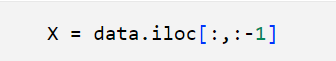 X = data.iloc[:,:-1]